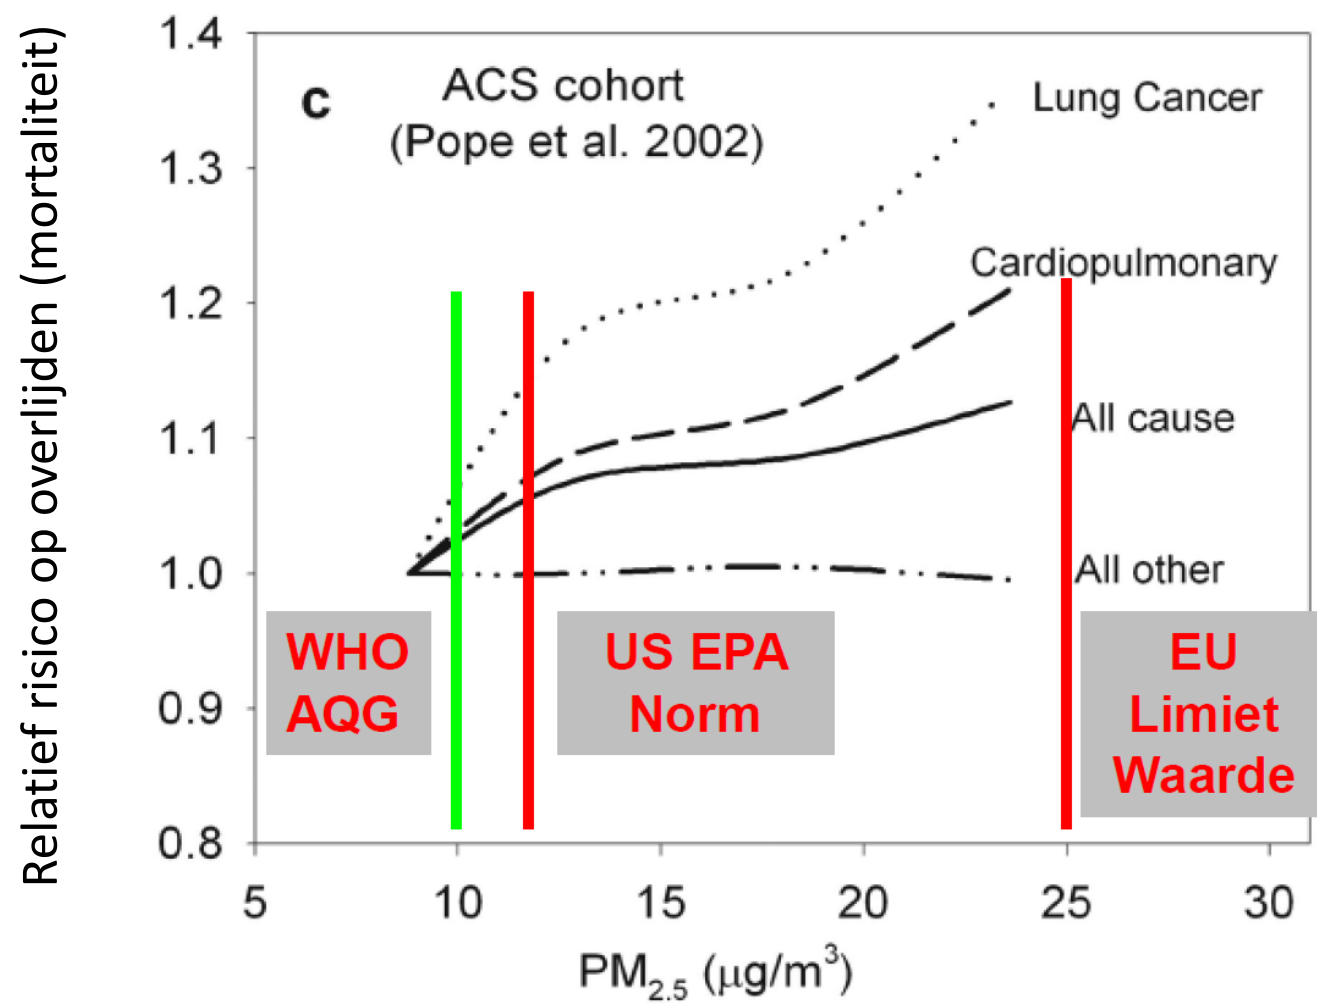 Relatief risico op overlijden (mortaliteit)
1.4
1.3
1.2
1.1
1.0
0.9
0.8
c
ACS cohort
(Pope et al. 2002)
Lung Cancer
Cardiopulmonary
All cause
All other
WHO
AQG
US EPA
Norm
EU
Limiet
Waarde
5 10 15 20 25 30
PM2.5 (μg/m³)